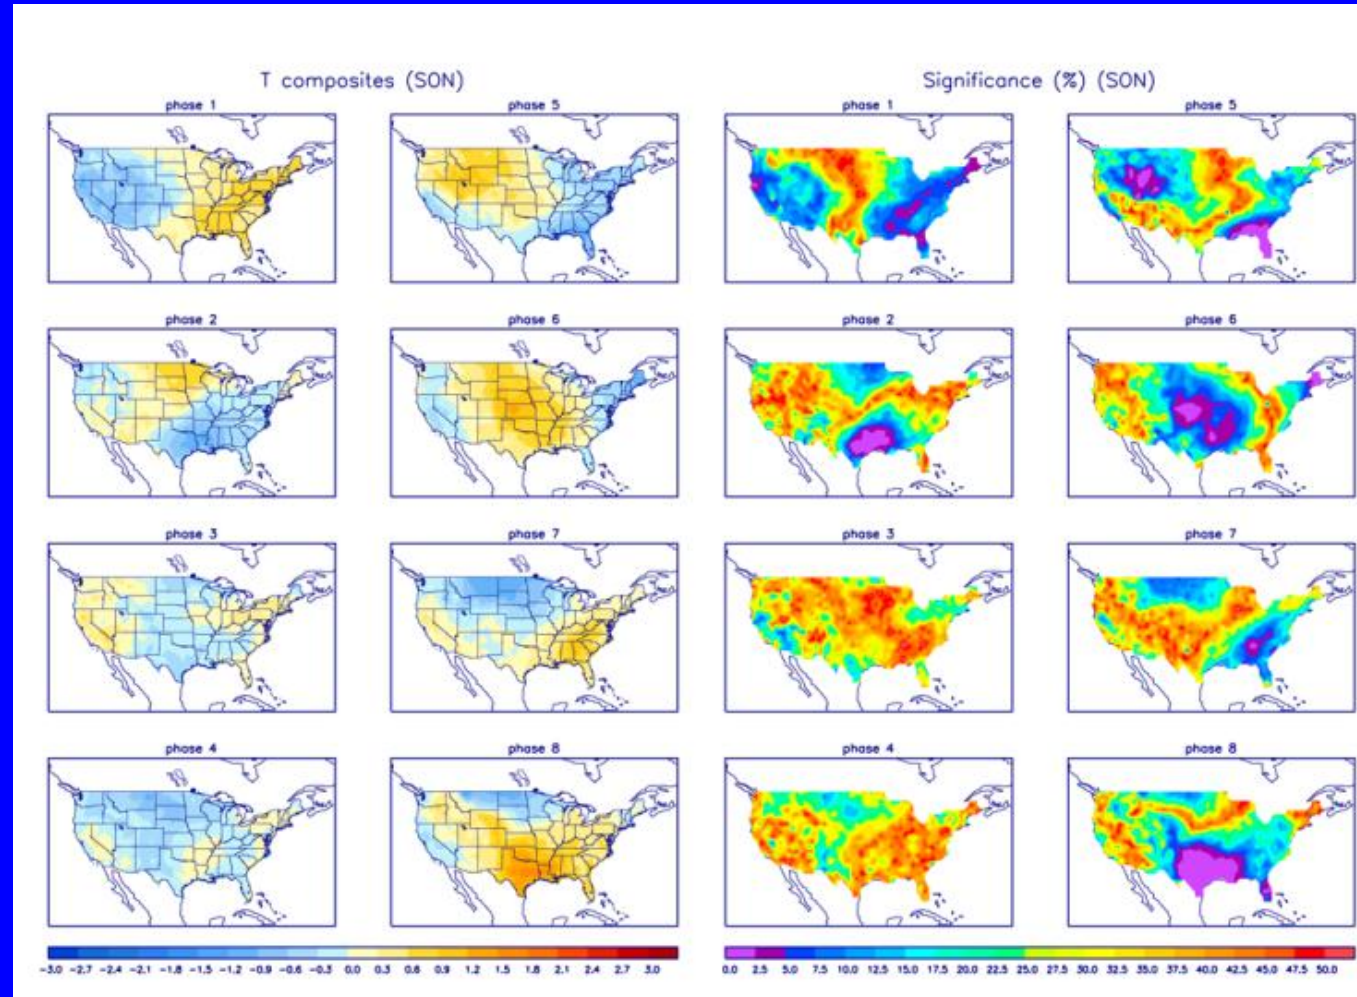 T composites (SON)
Significance (%) (SON)
phase 1
phase 5
phase 1
phase 5
phase 2
phase 6
phase 2
phase 6
phase 3
phase 7
phase 3
phase 7
phase 4
phase 8
phase 4
phase 8
-3.0 -2.7 -2.4 -2.1 -1.8 -1.5 -1.2 -0.9 -0.6 -0.3 0.0 0.3 0.6 0.9 1.2 1.5 1.8 2.1 2.4 2.7 3.0
0.0 2.5 5.0 7.5 10.0 12.5 15.0 17.5 20.0 22.5 25.0 27.5 30.0 32.5 35.0 37.5 40.0 42.5 45.0 47.5 50.0